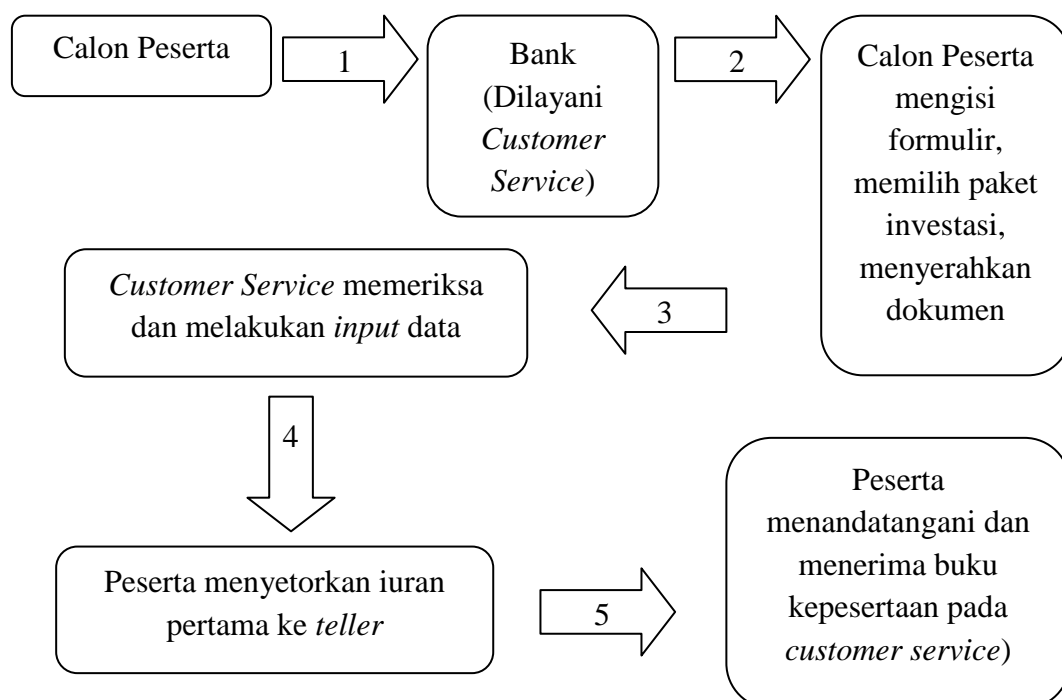 Calon Peserta
1
Bank
(Dilayani
Customer
Service)
2
Calon Peserta
mengisi
formulir,
memilih paket
investasi,
menyerahkan
dokumen
3
Customer Service memeriksa
dan melakukan input data
4
Peserta menyetorkan iuran
pertama ke teller
5
Peserta
menandatangani dan
menerima buku
kepesertaan pada
customer service)